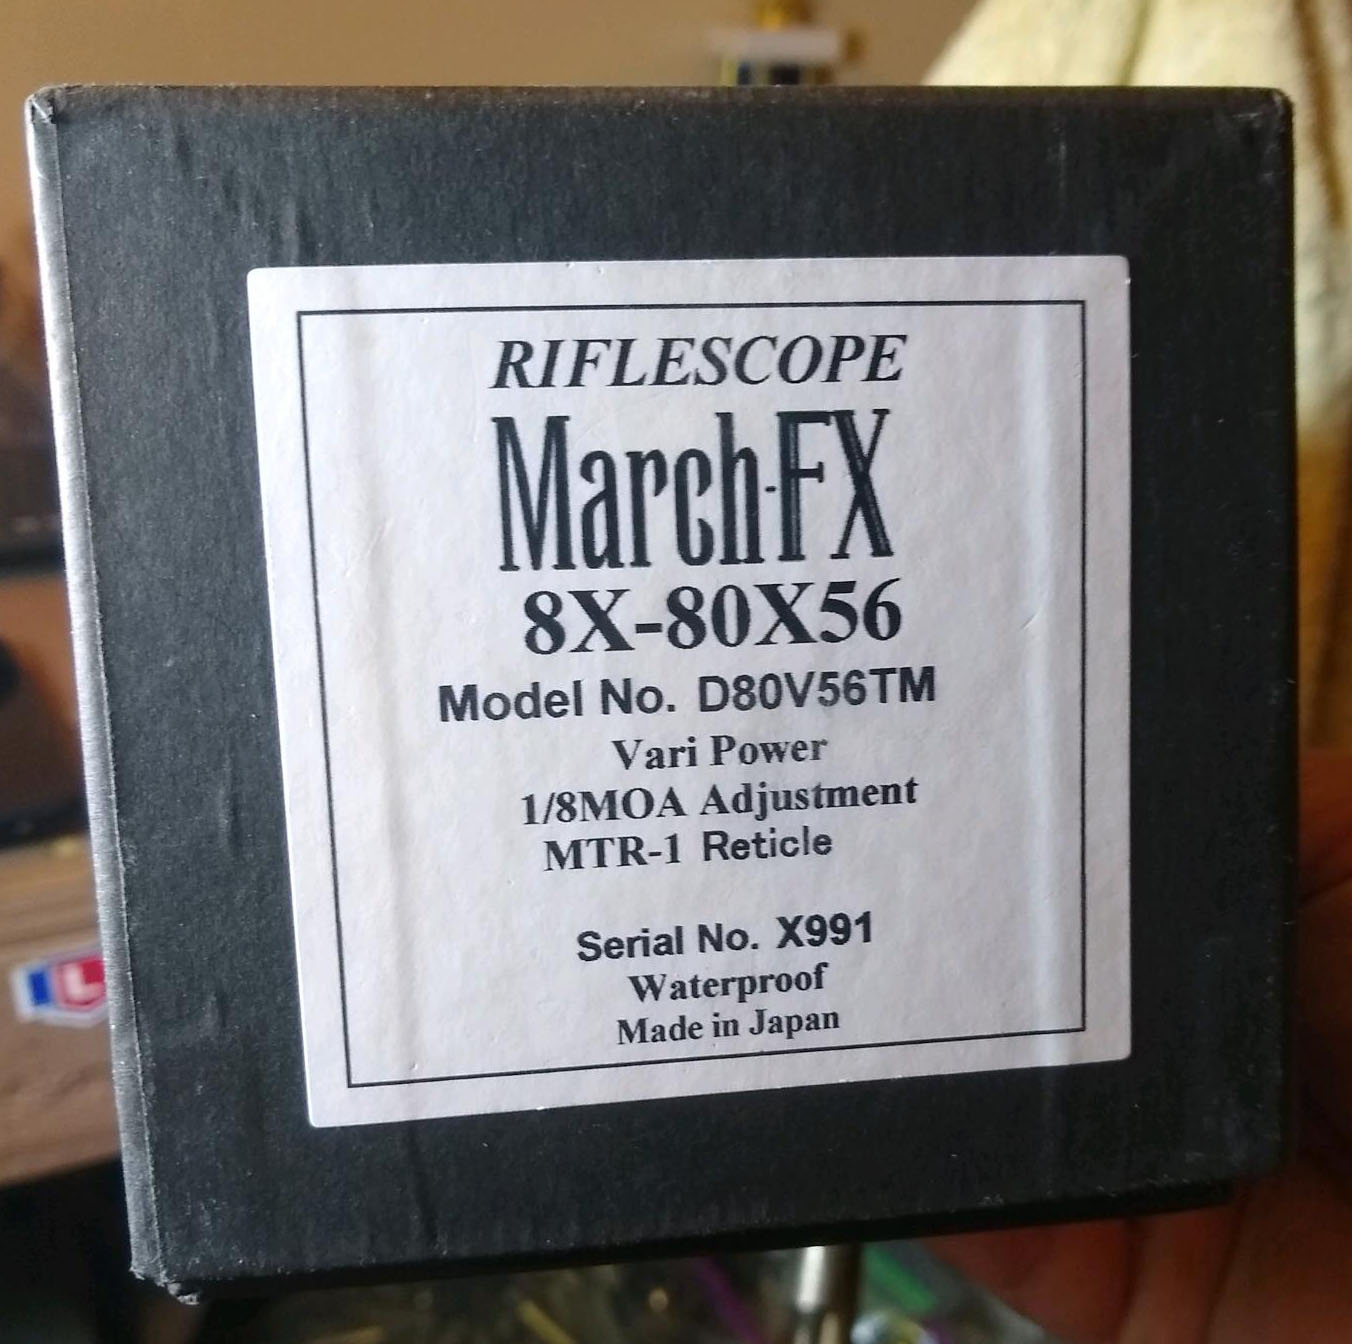 RIFLESCOPE
March-FX
8X-80X56
Model No. D80V56TM
Vari Power
1/8MOA Adjustment
MTR-1 Reticle
Serial No. X991
Waterproof
Made in Japan